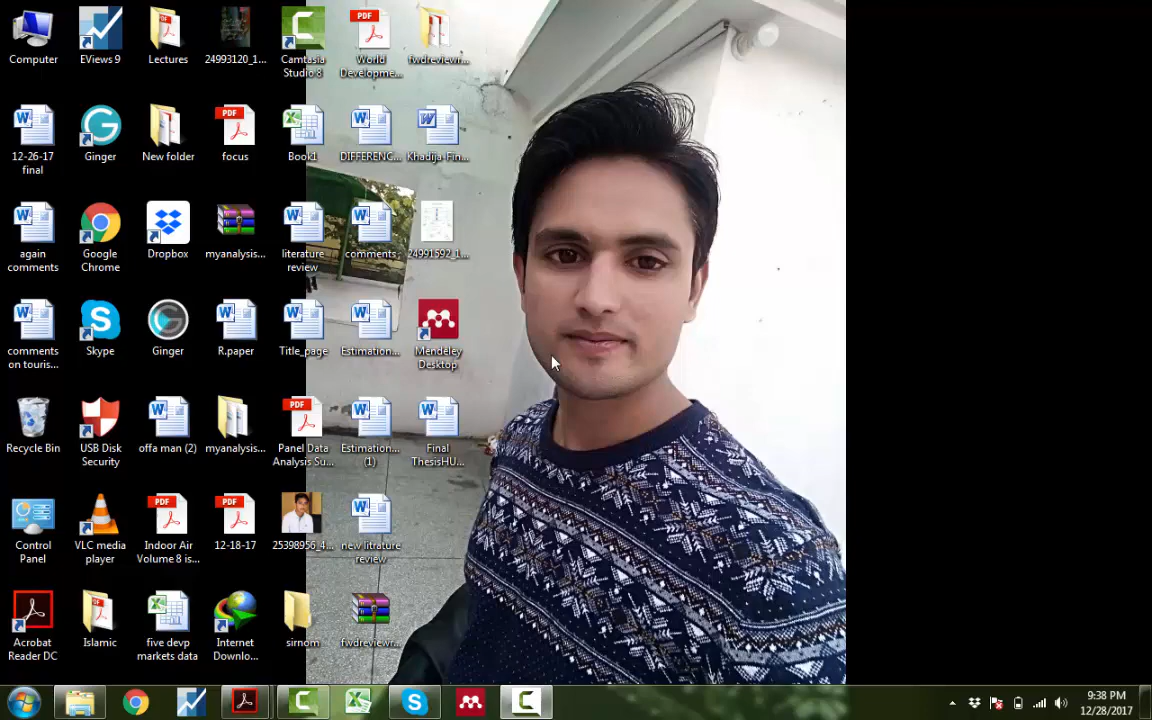 Computer
EViews 9
Lectures
24993120_1...
Camtasia
Studio 8
PDF
World
Developme...
fwdreviewr...
12-26-17
final
Ginger
New folder
PDF
focus
Book1
DIFFERENC...
Khadija-Fin...
again
comments
Google
Chrome
Dropbox
myanalysis...
literature
review
comments
24991592_1...
comments
on touris...
Skype
Ginger
R.paper
Title_page
Estimation...
Mendeley
Desktop
Recycle Bin
USB Disk
Security
offa man (2)
myanalysis...
PDF
Panel Data
Analysis Su...
Estimation...
(1)
Final
ThesisHU...
Control
Panel
VLC media
player
PDF
Indoor Air
Volume 8 is...
PDF
12-18-17
25398956_4...
new litrature
review
Acrobat
Reader DC
Islamic
five devp
markets data
Internet
Downlo...
sirnom
fwdreviewr...
9:38 PM
12/28/2017